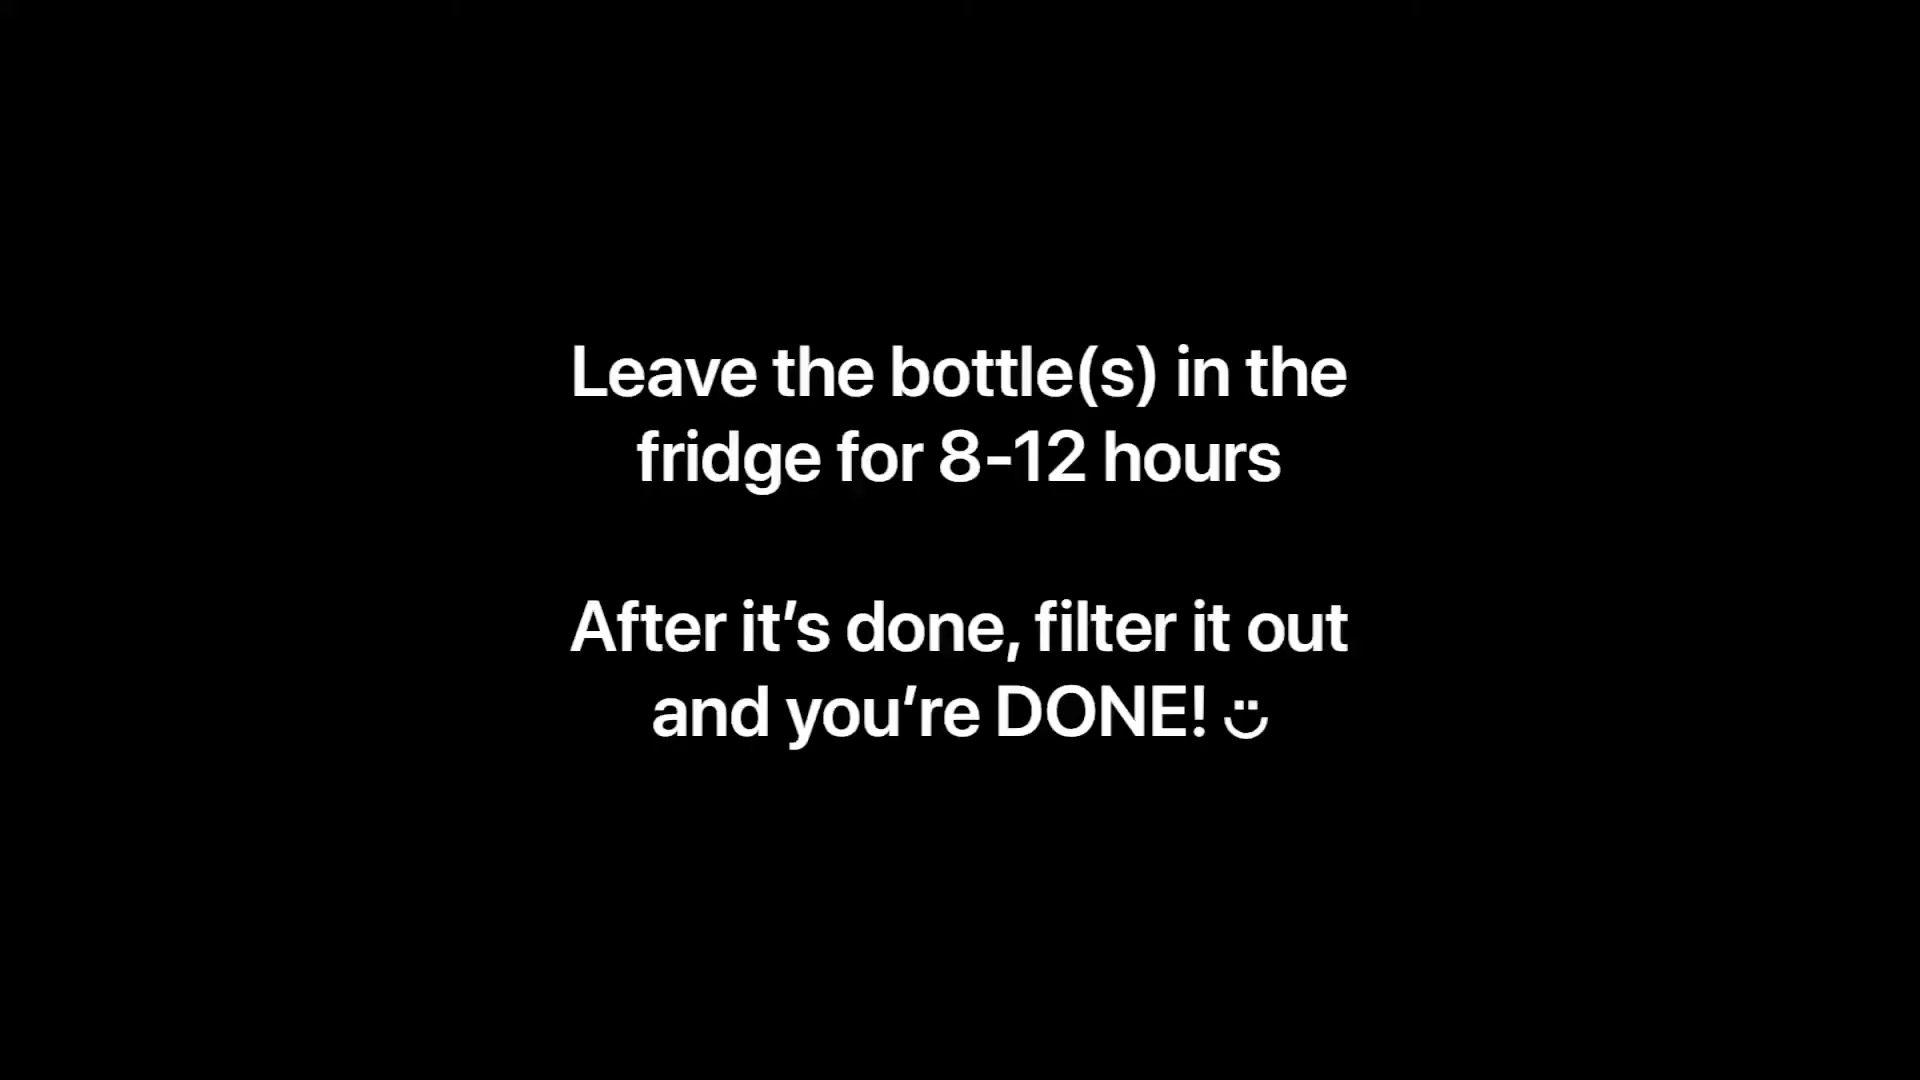 Leave the bottle(s) in the
fridge for 8-12 hours
After it’s done, filter it out
and you’re DONE! ت